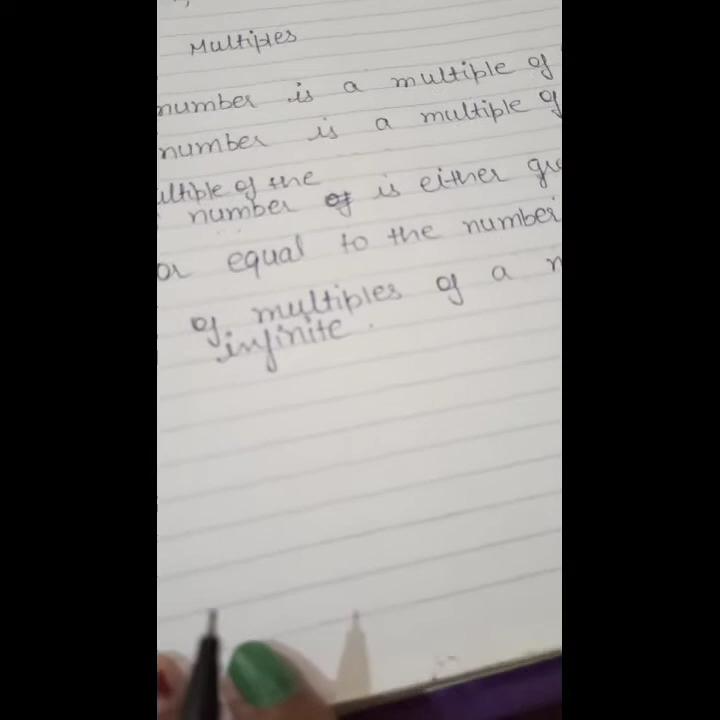 Multiples
number is a multiple of
number is a multiple of
ultiple of the
number is either gre
or equal to the number
of multiples of a n
infinite.